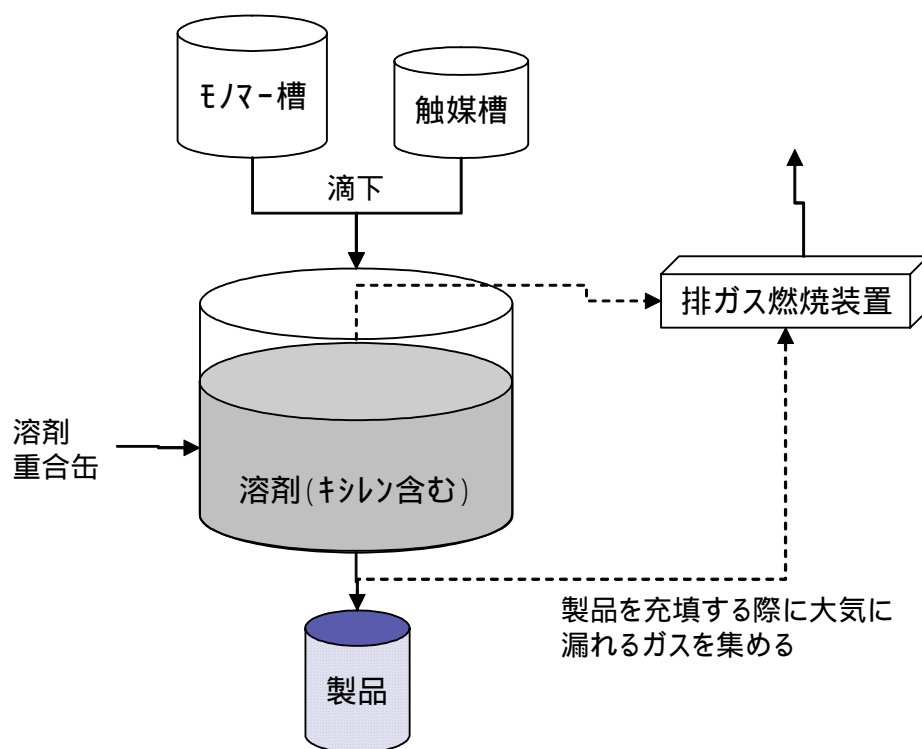 モノマー槽
触媒槽
滴下
排ガス燃焼装置
溶剤
重合缶
溶剤(キシレン含む)
製品を充填する際に大気に
漏れるガスを集める
製品